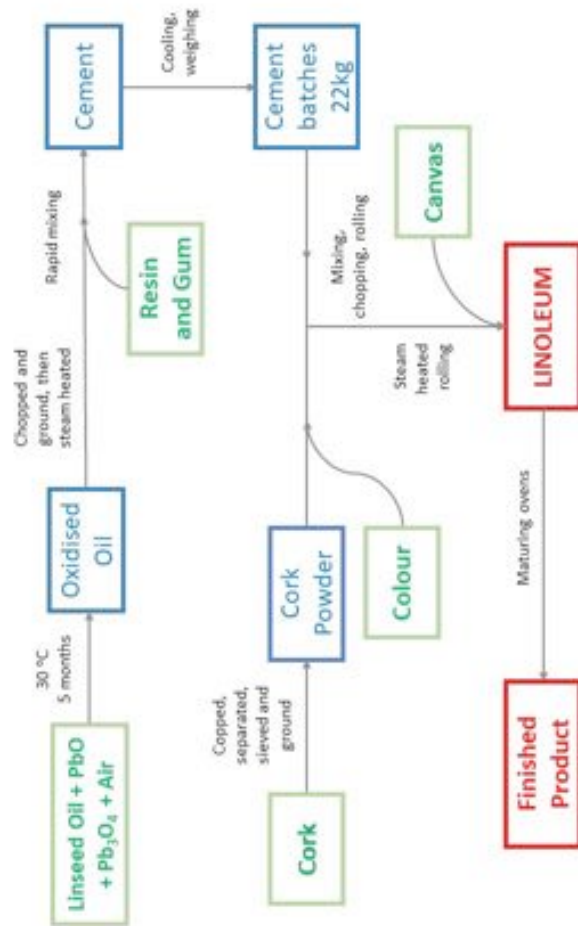 Linseed Oil + PbO
+ Pb₃O₄ + Air
30 °C
5 months
Oxidised
Oil
Chopped and
ground, then
steam heated
Rapid mixing
Resin
and Gum
Cement
Cooling,
weighing
Cement
batches
22kg
Cork
Copped,
separated,
sieved and
ground
Cork
Powder
Colour
Mixing,
chopping, rolling
Steam
heated
rolling
Canvas
LINOLEUM
Maturing ovens
Finished
Product